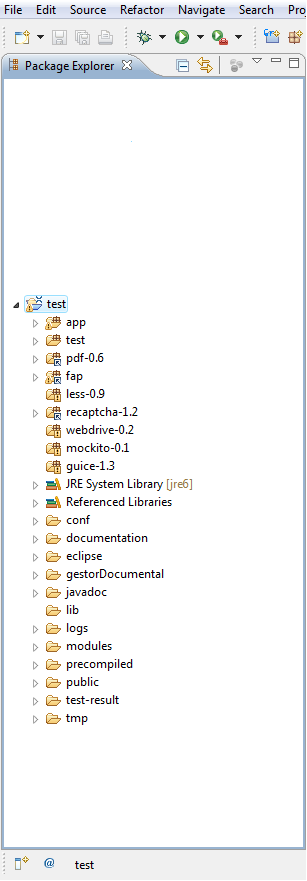 File Edit Refactor Navigate Search
Package Explorer
test
app
test
pdf-0.6
fap
less-0.9
recaptcha-1.2
webdrive-0.2
mockito-0.1
guice-1.3
JRE System Library [jre6]
Referenced Libraries
conf
documentation
eclipse
gestorDocumental
javadoc
lib
logs
modules
precompiled
public
test-result
tmp
test